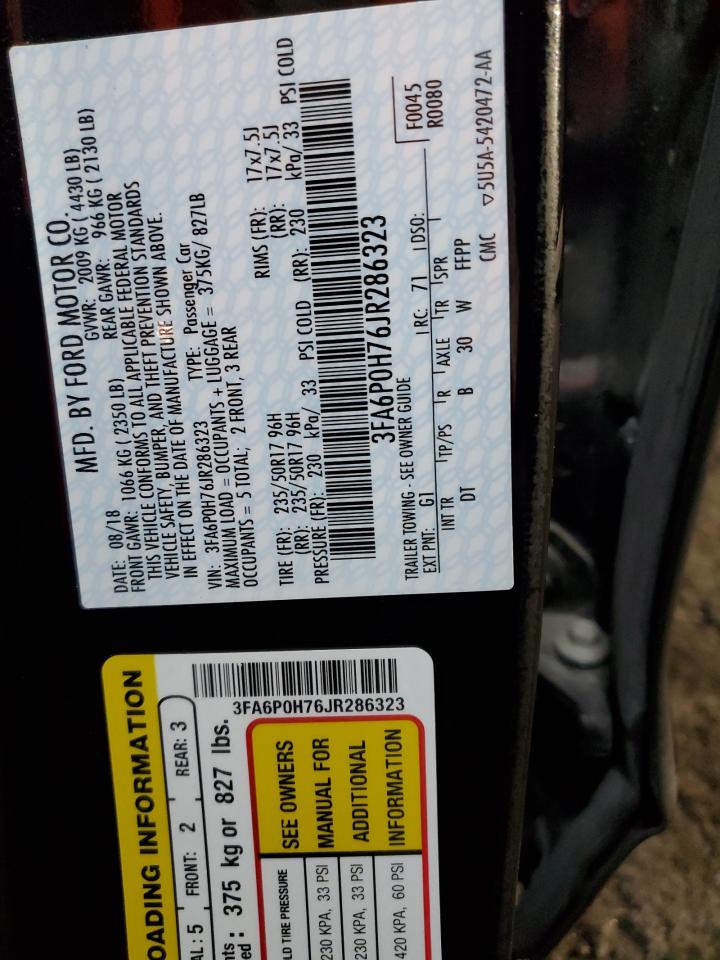 MFD. BY FORD MOTOR CO.
DATE: 08/18 GVWR: 2009 KG ( 4430 LB)
FRONT GAWR: 1066 KG ( 2350 LB) REAR GAWR: 966 KG ( 2130 LB)
THIS VEHICLE CONFORMS TO ALL APPLICABLE FEDERAL MOTOR
VEHICLE SAFETY, BUMPER, AND THEFT PREVENTION STANDARDS
IN EFFECT ON THE DATE OF MANUFACTURE SHOWN ABOVE.
VIN: 3FA6P0H76JR286323 TYPE: Passenger Car
MAXIMUM LOAD = OCCUPANTS + LUGGAGE = 375KG/ 827LB
OCCUPANTS = 5 TOTAL; 2 FRONT, 3 REAR
TIRE (FR): 235/50R17 96H RIMS (FR): 17x7.5J
(RR): 235/50R17 96H (RR): 17x7.5J
PRESSURE (FR): 230 kPa/ 33 PSI COLD (RR): 230 kPa/ 33 PSI COLD
3FA6P0H76JR286323
TRAILER TOWING - SEE OWNER GUIDE
F0045
R0080
EXT PNT: G1 RC: 71 DSO:
INT TR TP/PS R AXLE TR SPR
DT B 30 W FFPP
CMC ▽5U5A-5420472-AA
OADING INFORMATION
AL : 5 FRONT: 2 REAR: 3
nts : 375 kg or 827 lbs.
ed :
3FA6P0H76JR286323
LD TIRE PRESSURE
230 KPA, 33 PSI
230 KPA, 33 PSI
420 KPA, 60 PSI
SEE OWNERS
MANUAL FOR
ADDITIONAL
INFORMATION